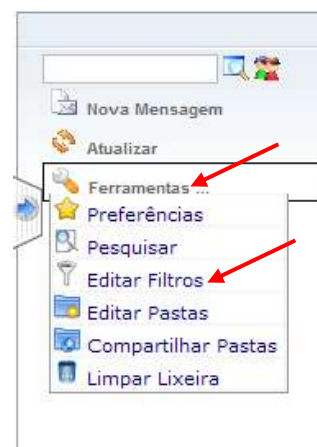 Nova Mensagem
Atualizar
Ferramentas ...
Preferências
Pesquisar
Editar Filtros
Editar Pastas
Compartilhar Pastas
Limpar Lixeira